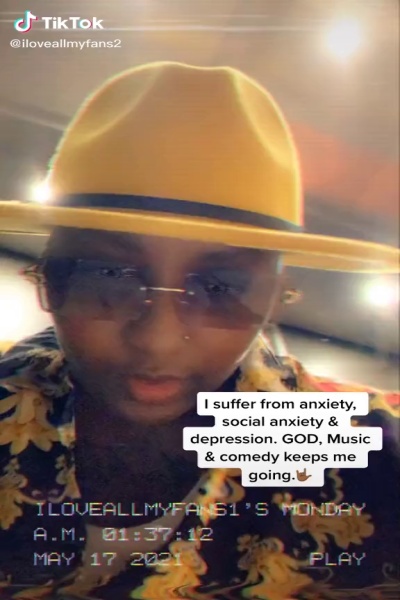 TikTok
@iloveallmyfans2
I suffer from anxiety,
social anxiety &
depression. GOD, Music
& comedy keeps me
going.🤟🏾
ILOVEALLMYFANS1'S MONDAY
A.M. 01:37:12
MAY 17 2021 PLAY